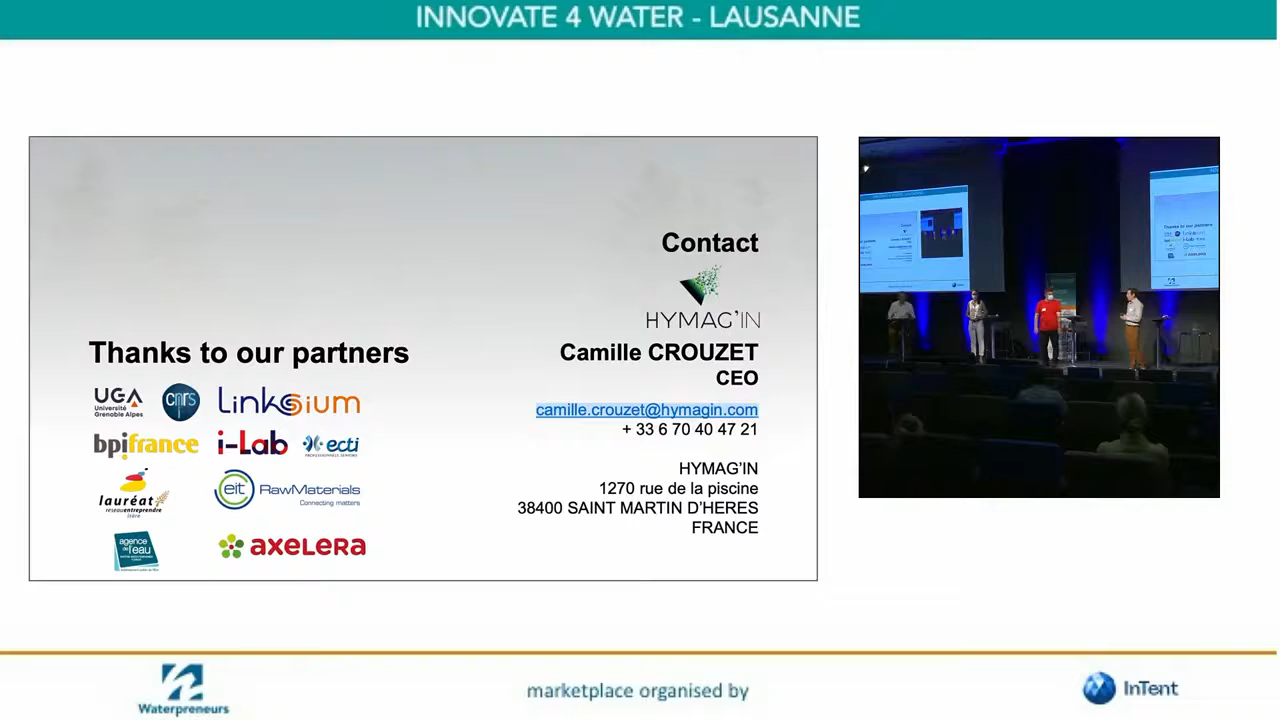 INNOVATE 4 WATER - LAUSANNE
Contact
HYMAG'IN
Camille CROUZET
CEO
camille.crouzet@hymagin.com
+ 33 6 70 40 47 21
HYMAG'IN
1270 rue de la piscine
38400 SAINT MARTIN D'HERES
FRANCE
Thanks to our partners
UGA
Université
Grenoble Alpes
cnrs
Linksium
bpifrance
i-Lab
ecti
PROFESSIONNELS SENIORS
lauréat
réseau entreprendre
Isère
eit
RawMaterials
Connecting matters
agence
de l'eau
axelera
Waterpreneurs
marketplace organised by
InTent